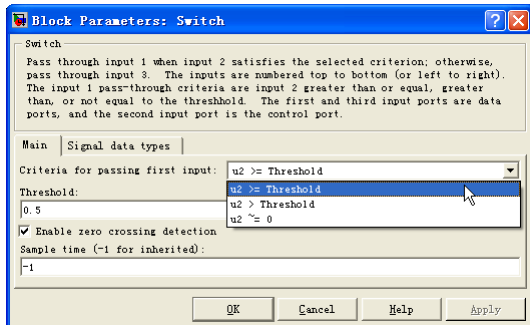 Block Parameters: Switch
Switch
Pass through input 1 when input 2 satisfies the selected criterion; otherwise,
pass through input 3. The inputs are numbered top to bottom (or left to right).
The input 1 pass-through criteria are input 2 greater than or equal, greater
than, or not equal to the threshhold. The first and third input ports are data
ports, and the second input port is the control port.
Main Signal data types
Criteria for passing first input: u2 >= Threshold
u2 >= Threshold
u2 > Threshold
u2 ~= 0
Threshold:
0.5
Enable zero crossing detection
Sample time (-1 for inherited):
-1
OK Cancel Help Apply